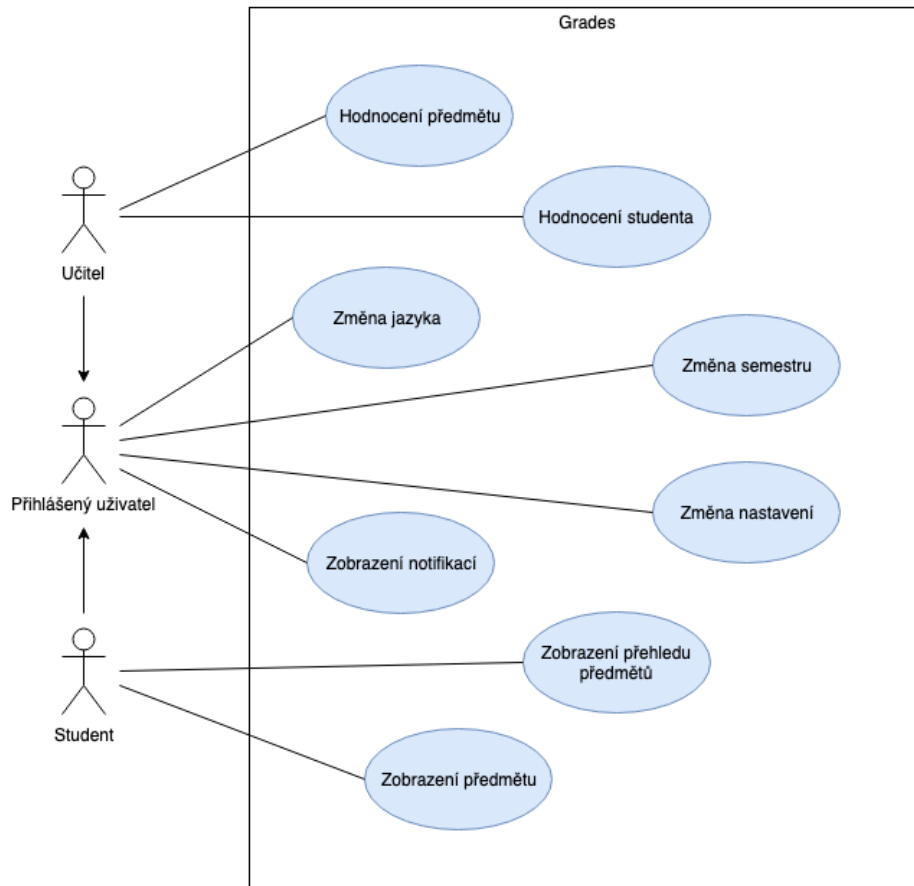 Grades
Hodnocení předmětu
Hodnocení studenta
Učitel
Změna jazyka
Změna semestru
Přihlášený uživatel
Změna nastavení
Zobrazení notifikací
Zobrazení přehledu
předmětů
Student
Zobrazení předmětu